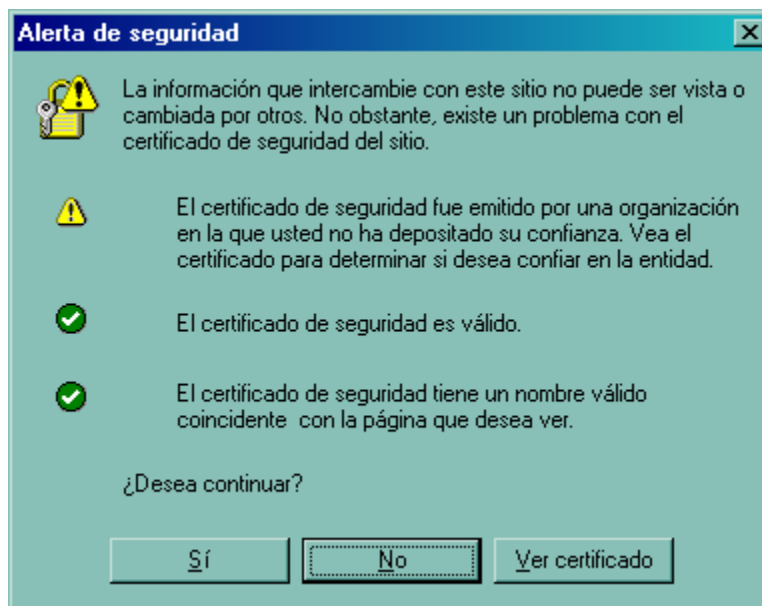 Alerta de seguridad
La información que intercambie con este sitio no puede ser vista o
cambiada por otros. No obstante, existe un problema con el
certificado de seguridad del sitio.
El certificado de seguridad fue emitido por una organización
en la que usted no ha depositado su confianza. Vea el
certificado para determinar si desea confiar en la entidad.
El certificado de seguridad es válido.
El certificado de seguridad tiene un nombre válido
coincidente con la página que desea ver.
¿Desea continuar?
Sí No Ver certificado